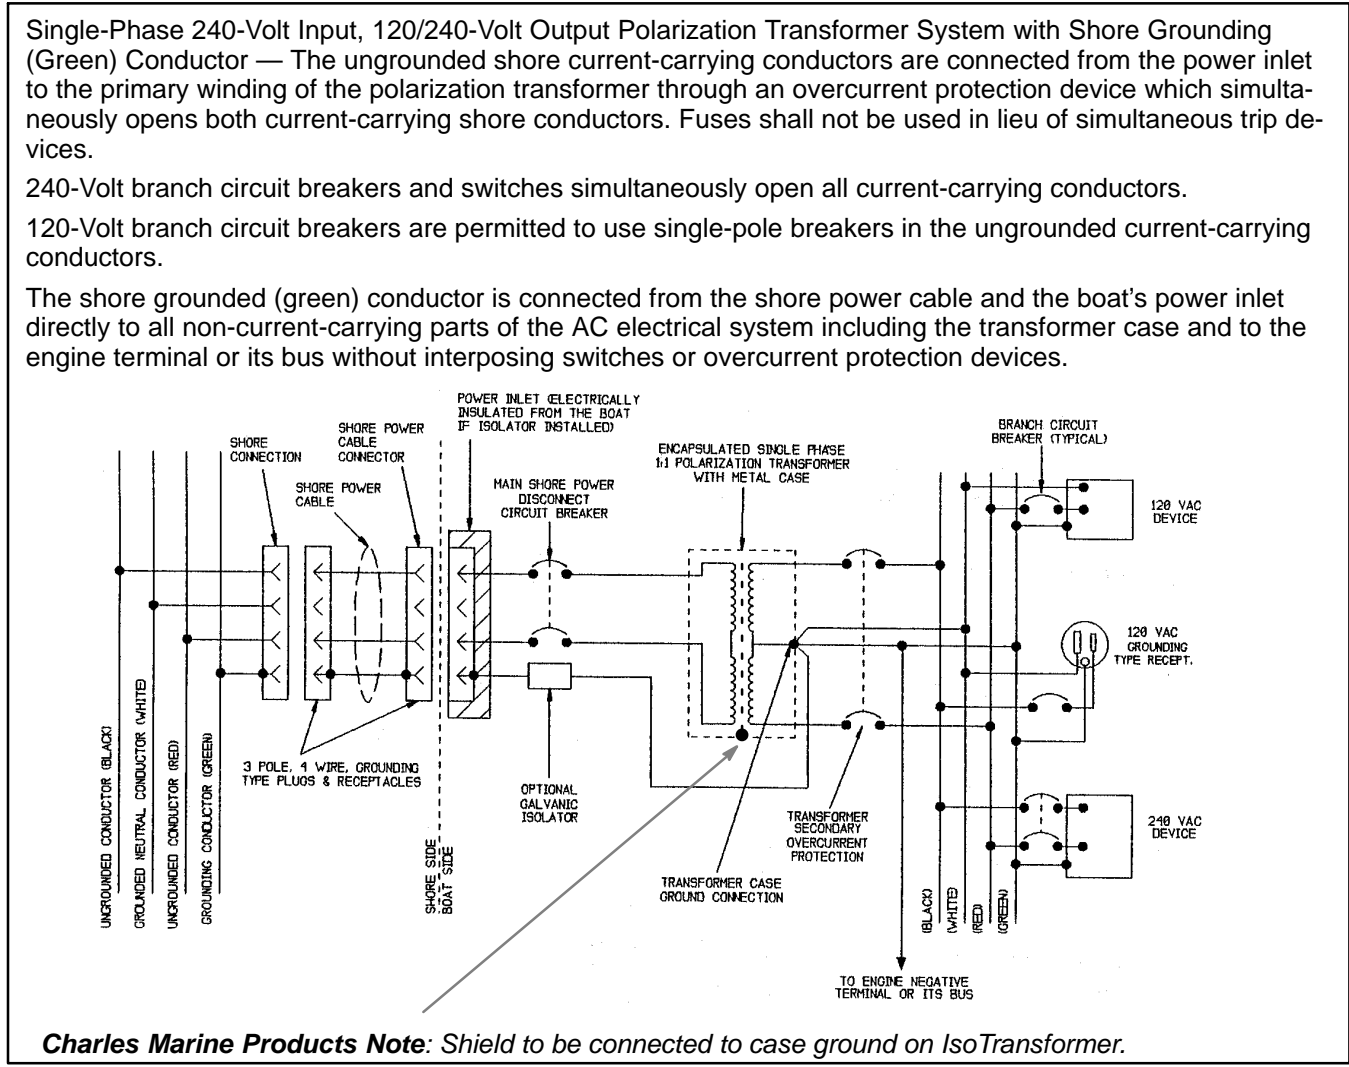 Single-Phase 240-Volt Input, 120/240-Volt Output Polarization Transformer System with Shore Grounding
(Green) Conductor — The ungrounded shore current-carrying conductors are connected from the power inlet
to the primary winding of the polarization transformer through an overcurrent protection device which simulta-
neously opens both current-carrying shore conductors. Fuses shall not be used in lieu of simultaneous trip de-
vices.
240-Volt branch circuit breakers and switches simultaneously open all current-carrying conductors.
120-Volt branch circuit breakers are permitted to use single-pole breakers in the ungrounded current-carrying
conductors.
The shore grounded (green) conductor is connected from the shore power cable and the boat's power inlet
directly to all non-current-carrying parts of the AC electrical system including the transformer case and to the
engine terminal or its bus without interposing switches or overcurrent protection devices.
POWER INLET (ELECTRICALLY
INSULATED FROM THE BOAT
IF ISOLATOR INSTALLED)
SHORE POWER
CABLE
CONNECTOR
SHORE
CONNECTION
SHORE POWER
CABLE
MAIN SHORE POWER
DISCONNECT
CIRCUIT BREAKER
ENCAPSULATED SINGLE PHASE
1:1 POLARIZATION TRANSFORMER
WITH METAL CASE
BRANCH CIRCUIT
BREAKER (TYPICAL)
120 VAC
DEVICE
120 VAC
GROUNDING
TYPE RECEPT.
240 VAC
DEVICE
3 POLE, 4 WIRE, GROUNDING
TYPE PLUGS & RECEPTACLES
OPTIONAL
GALVANIC
ISOLATOR
TRANSFORMER
SECONDARY
OVERCURRENT
PROTECTION
TRANSFORMER CASE
GROUND CONNECTION
UNGROUNDED CONDUCTOR (BLACK)
GROUNDED NEUTRAL CONDUCTOR (WHITE)
UNGROUNDED CONDUCTOR (RED)
GROUNDING CONDUCTOR (GREEN)
SHORE SIDE
BOAT SIDE
(BLACK)
(WHITE)
(RED)
(GREEN)
TO ENGINE NEGATIVE
TERMINAL OR ITS BUS
Charles Marine Products Note: Shield to be connected to case ground on IsoTransformer.